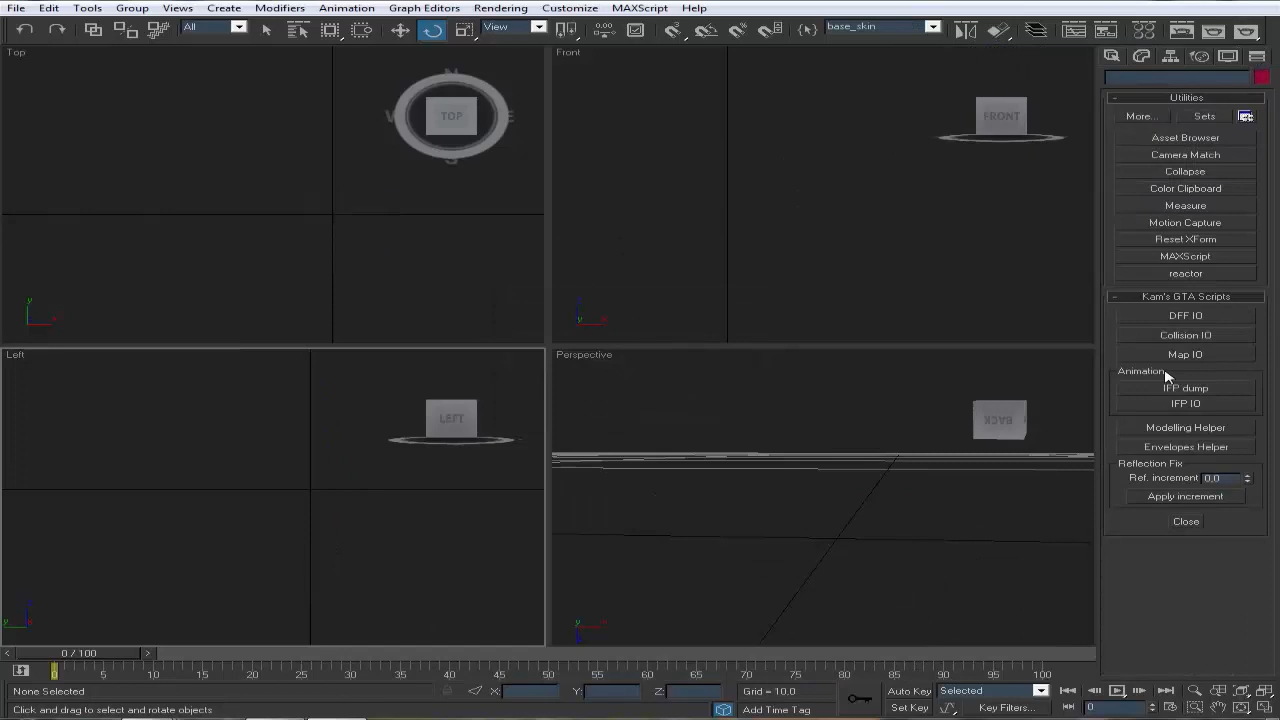 File Edit Tools Group Views Create Modifiers Animation Graph Editors Rendering Customize MAXScript Help
All View base_skin
Top
N
TOP
S
Front
FRONT
Left
LEFT
Perspective
BACK
y
z
Utilities
More... Sets
Asset Browser
Camera Match
Collapse
Color Clipboard
Measure
Motion Capture
Reset XForm
MAXScript
reactor
Kam's GTA Scripts
DFF IO
Collision IO
Map IO
Animation
IFP dump
IFP IO
Modelling Helper
Envelopes Helper
Reflection Fix
Ref. increment 0,0
Apply increment
Close
< 0 / 100 >
0 5 10 15 20 25 30 35 40 45 50 55 60 65 70 75 80 85 90 95 100
None Selected X: Y: Z: Grid = 10.0 Auto Key Selected
Click and drag to select and rotate objects Add Time Tag Set Key Key Filters... 0